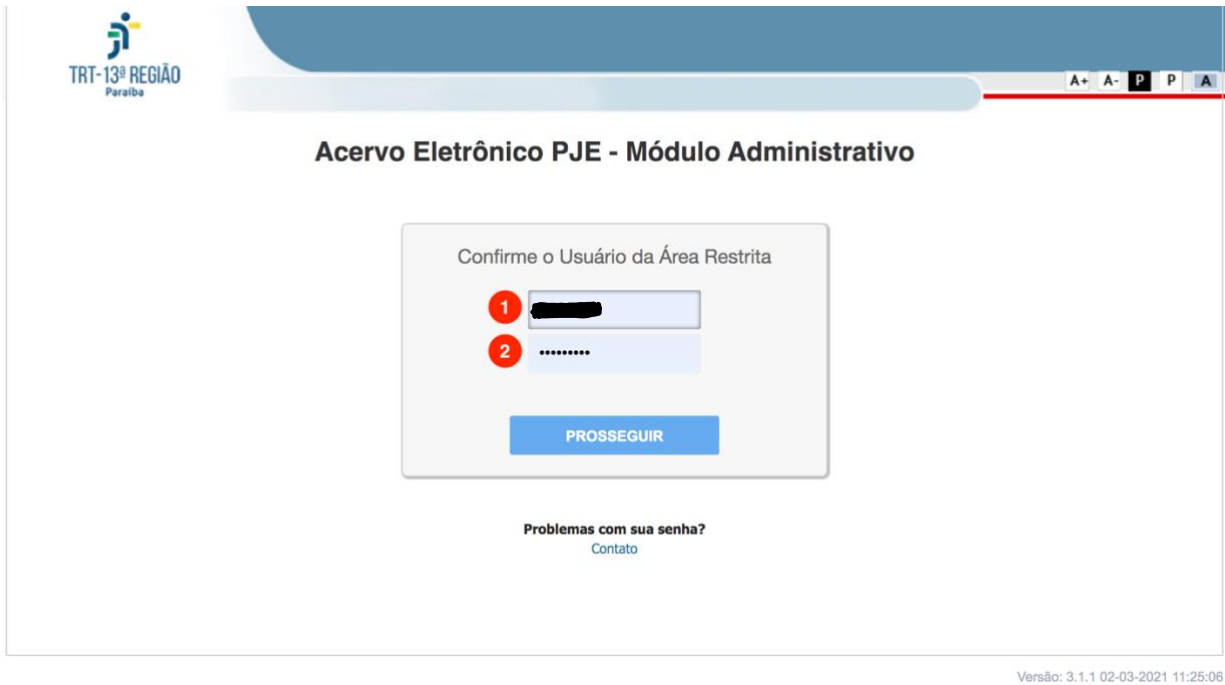 TRT-13ª REGIÃO
Paraíba
A+ A- P P A
Acervo Eletrônico PJE - Módulo Administrativo
Confirme o Usuário da Área Restrita
1
2 •••••••••
PROSSEGUIR
Problemas com sua senha?
Contato
Versão: 3.1.1 02-03-2021 11:25:06